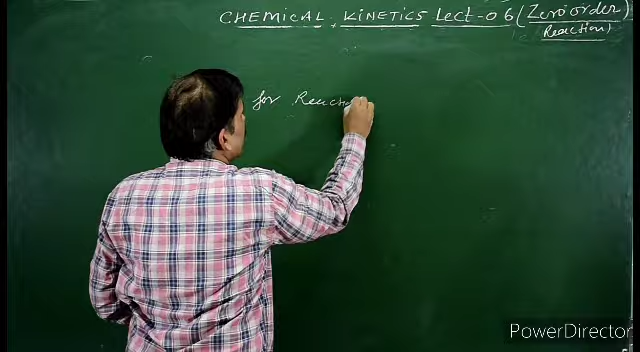 CHEMICAL KINETICS Lect-06 (Zero order
Reaction)
for Reacti
PowerDirector